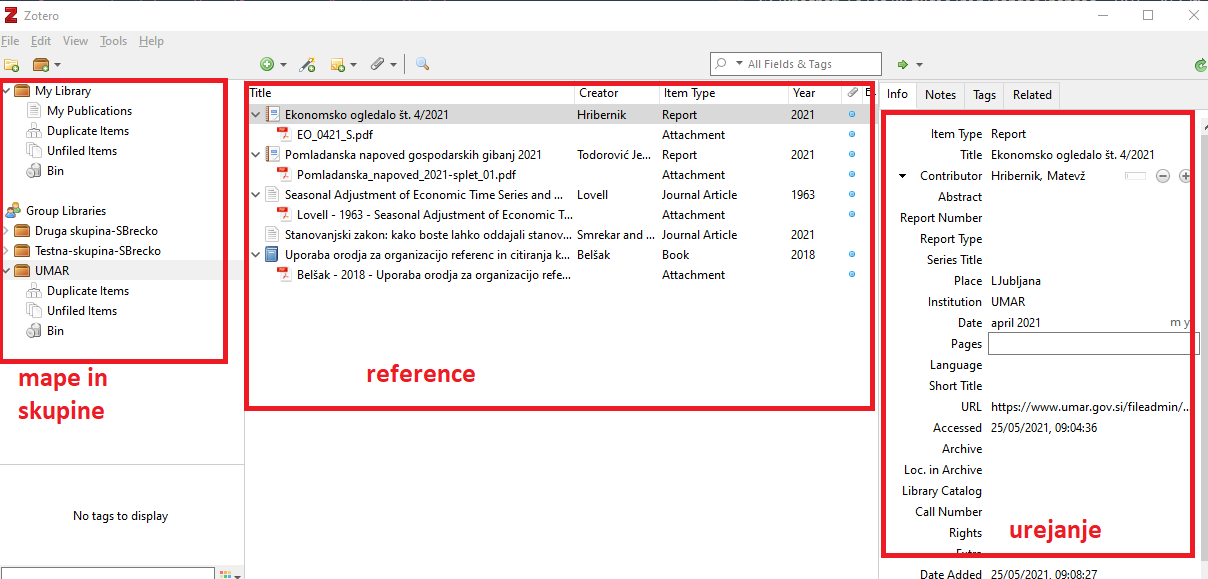 Zotero
File Edit View Tools Help
All Fields & Tags
My Library
My Publications
Duplicate Items
Unfiled Items
Bin
Group Libraries
Druga skupina-SBrecko
Testna-skupina-SBrecko
UMAR
Duplicate Items
Unfiled Items
Bin
mape in
skupine
No tags to display
Title Creator Item Type Year
Ekonomsko ogledalo št. 4/2021 Hribernik Report 2021
EO_0421_S.pdf Attachment
Pomladanska napoved gospodarskih gibanj 2021 Todorović Je... Report 2021
Pomladanska_napoved_2021-splet_01.pdf Attachment
Seasonal Adjustment of Economic Time Series and ... Lovell Journal Article 1963
Lovell - 1963 - Seasonal Adjustment of Economic T... Attachment
Stanovanjski zakon: kako boste lahko oddajali stanov... Smrekar and ... Journal Article 2021
Uporaba orodja za organizacijo referenc in citiranja k... Belšak Book 2018
Belšak - 2018 - Uporaba orodja za organizacijo refe... Attachment
reference
Info Notes Tags Related
Item Type Report
Title Ekonomsko ogledalo št. 4/2021
Contributor Hribernik, Matevž
Abstract
Report Number
Report Type
Series Title
Place LJubljana
Institution UMAR
Date april 2021 m y
Pages
Language
Short Title
URL https://www.umar.gov.si/fileadmin/...
Accessed 25/05/2021, 09:04:36
Archive
Loc. in Archive
Library Catalog
Call Number
Rights
Extra
Date Added 25/05/2021, 09:08:27
urejanje